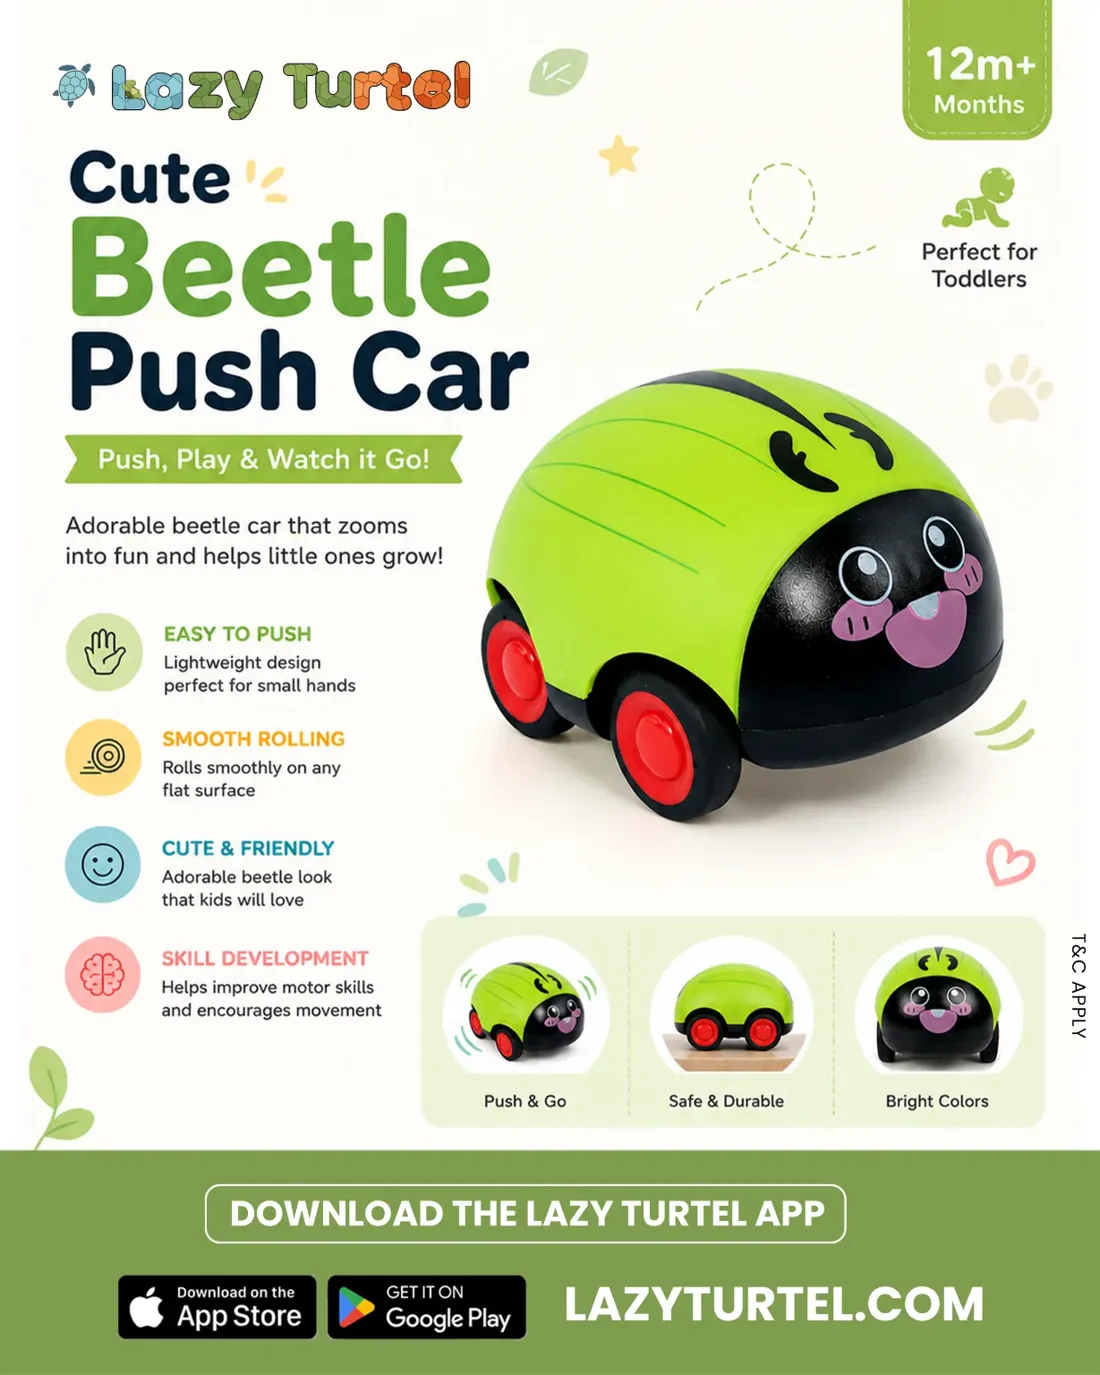 Lazy Turtel
12m+
Months
Cute
Beetle
Push Car
Perfect for
Toddlers
Push, Play & Watch it Go!
Adorable beetle car that zooms
into fun and helps little ones grow!
EASY TO PUSH
Lightweight design
perfect for small hands
SMOOTH ROLLING
Rolls smoothly on any
flat surface
CUTE & FRIENDLY
Adorable beetle look
that kids will love
SKILL DEVELOPMENT
Helps improve motor skills
and encourages movement
Push & Go
Safe & Durable
Bright Colors
T&C APPLY
DOWNLOAD THE LAZY TURTEL APP
Download on the
App Store
GET IT ON
Google Play
LAZYTURTEL.COM